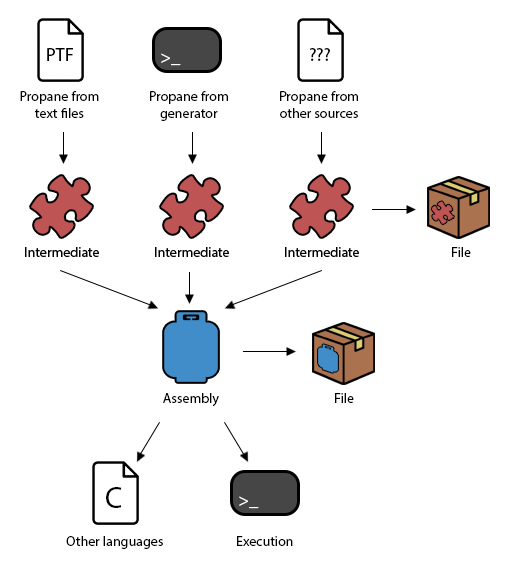 PTF
>_
???
Propane from
text files
Propane from
generator
Propane from
other sources
Intermediate
Intermediate
Intermediate
File
Assembly
File
C
>_
Other languages
Execution